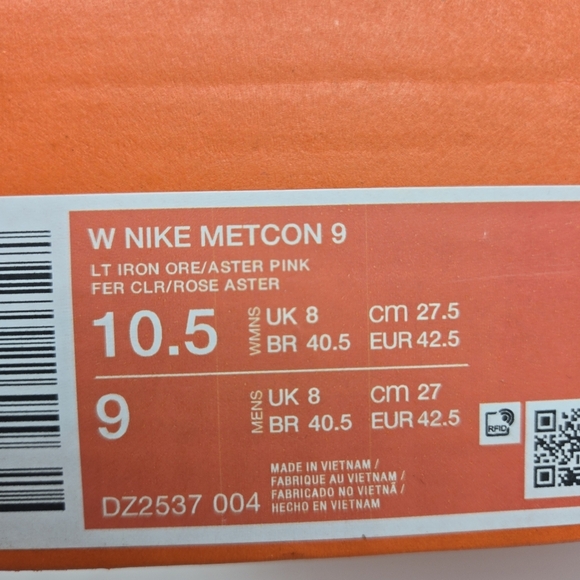 W NIKE METCON 9
LT IRON ORE/ASTER PINK
FER CLR/ROSE ASTER
10.5 WMNS UK 8 CM 27.5
BR 40.5 EUR 42.5
9 MENS UK 8 CM 27
BR 40.5 EUR 42.5
RFID
DZ2537 004
MADE IN VIETNAM /
FABRIQUE AU VIETNAM /
FABRICADO NO VIETNÃ /
HECHO EN VIETNAM